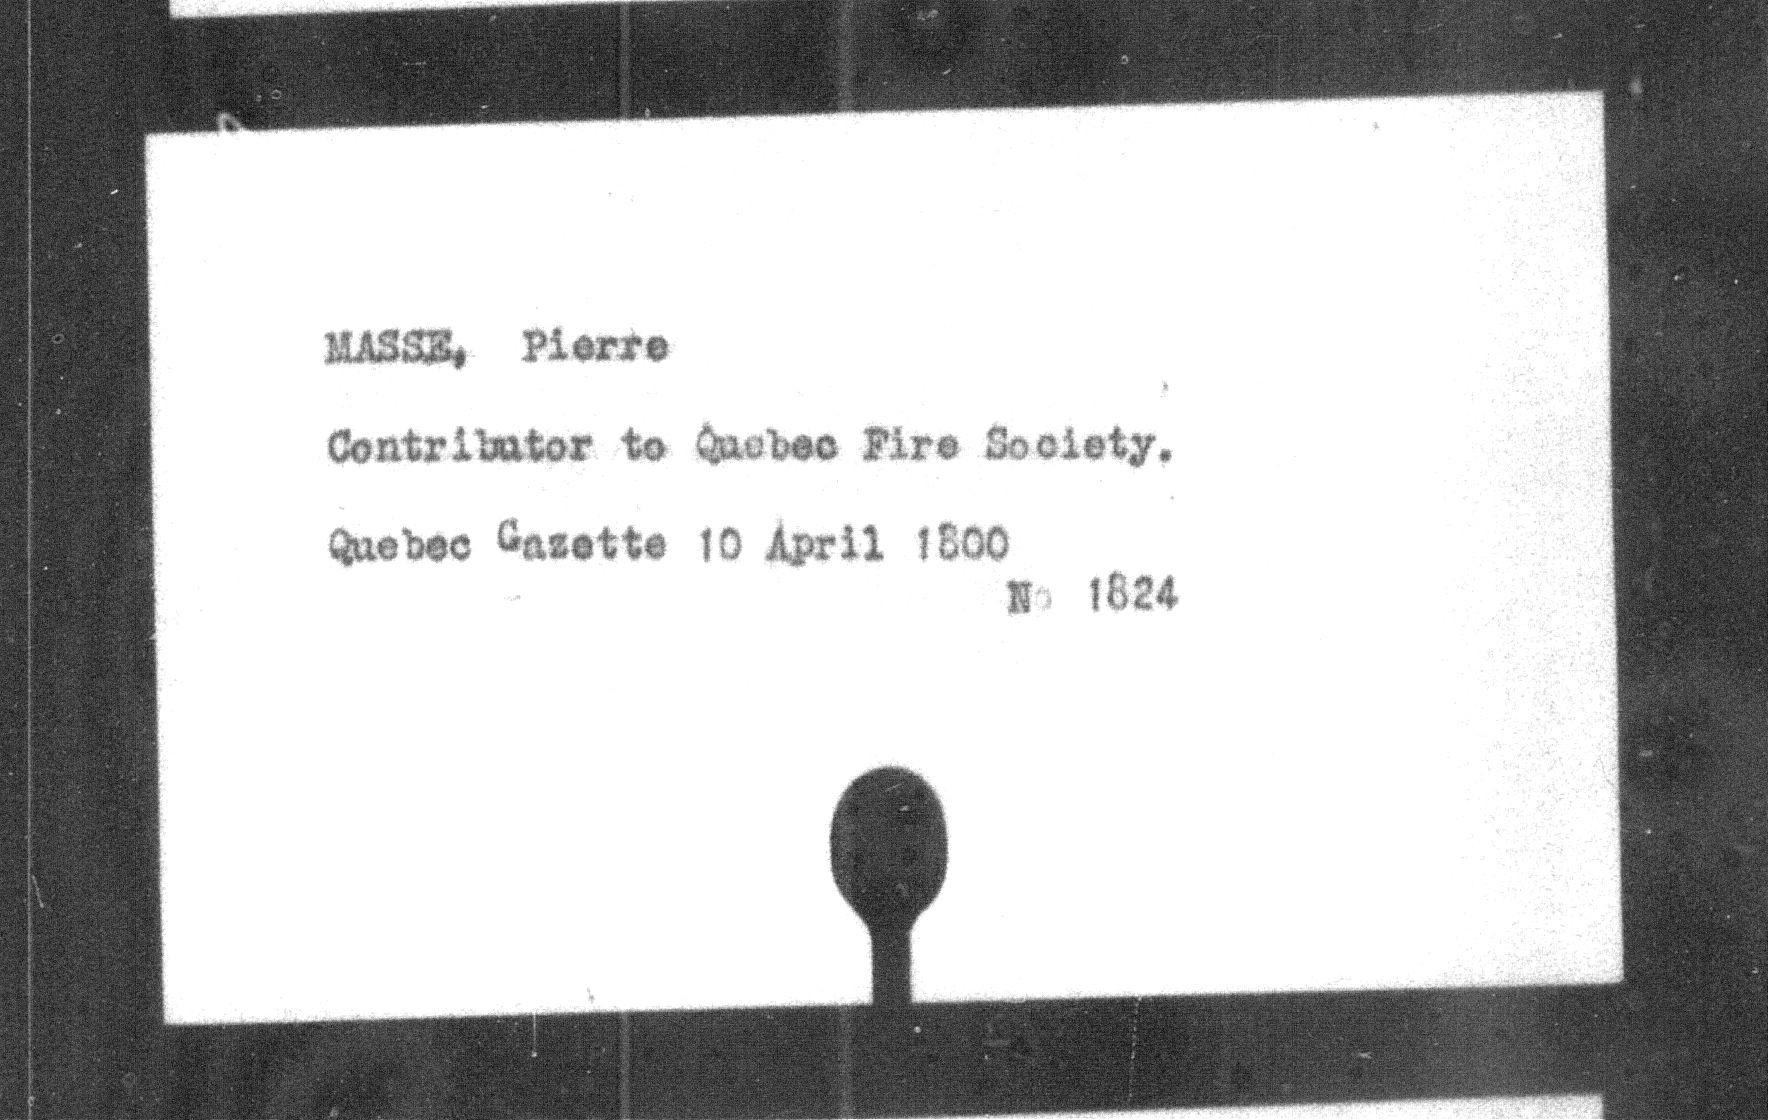 MASSE, Pierre
Contributor to Quebec Fire Society.
Quebec Gazette 10 April 1800
No 1824